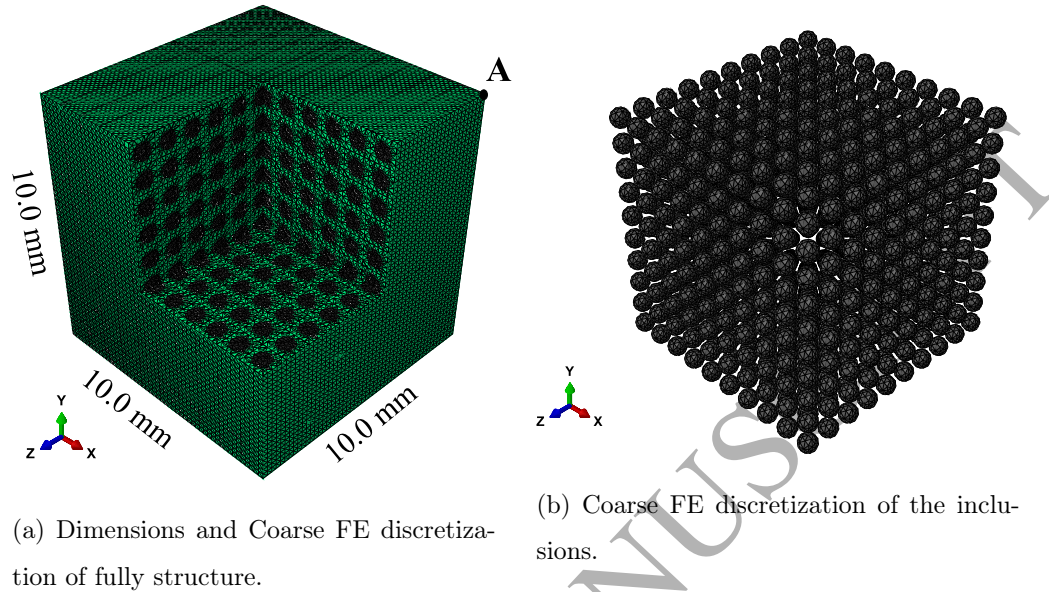 A
10.0 mm
10.0 mm
10.0 mm
Y
Z
X
Y
Z
X
(a) Dimensions and Coarse FE discretiza-
tion of fully structure.
(b) Coarse FE discretization of the inclu-
sions.
NUS
T